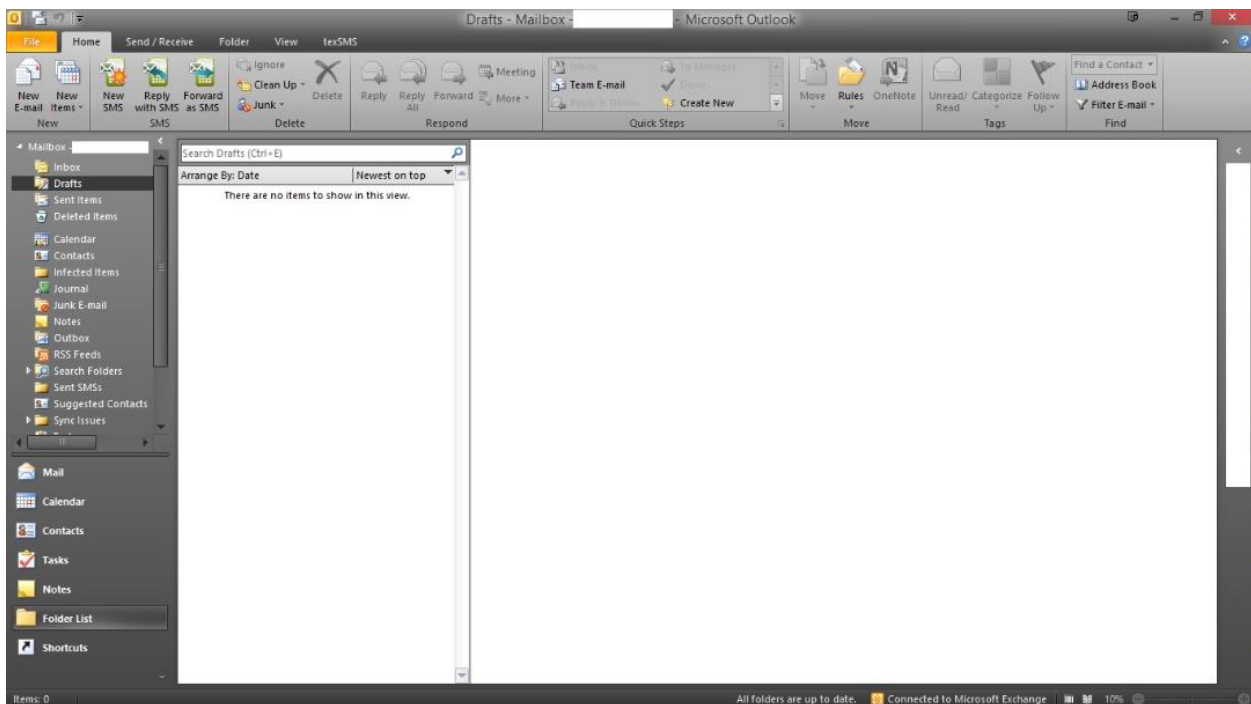 Drafts - Mailbox - - Microsoft Outlook
File Home Send / Receive Folder View texSMS
New E-mail
New Items
New SMS
Reply with SMS
Forward as SMS
Ignore
Clean Up
Junk
Delete
Reply
Reply All
Forward
Meeting
More
Inbox
Team E-mail
Reply & Delete
To Manager
Done
Create New
Move
Rules
OneNote
Unread/ Read
Categorize
Follow Up
Find a Contact
Address Book
Filter E-mail
New SMS Delete Respond Quick Steps Move Tags Find
Mailbox -
Inbox
Drafts
Sent Items
Deleted Items
Calendar
Contacts
Infected Items
Journal
Junk E-mail
Notes
Outbox
RSS Feeds
Search Folders
Sent SMSs
Suggested Contacts
Sync Issues
Mail
Calendar
Contacts
Tasks
Notes
Folder List
Shortcuts
Search Drafts (Ctrl+E)
Arrange By: Date Newest on top
There are no items to show in this view.
Items: 0 All folders are up to date. Connected to Microsoft Exchange 10%